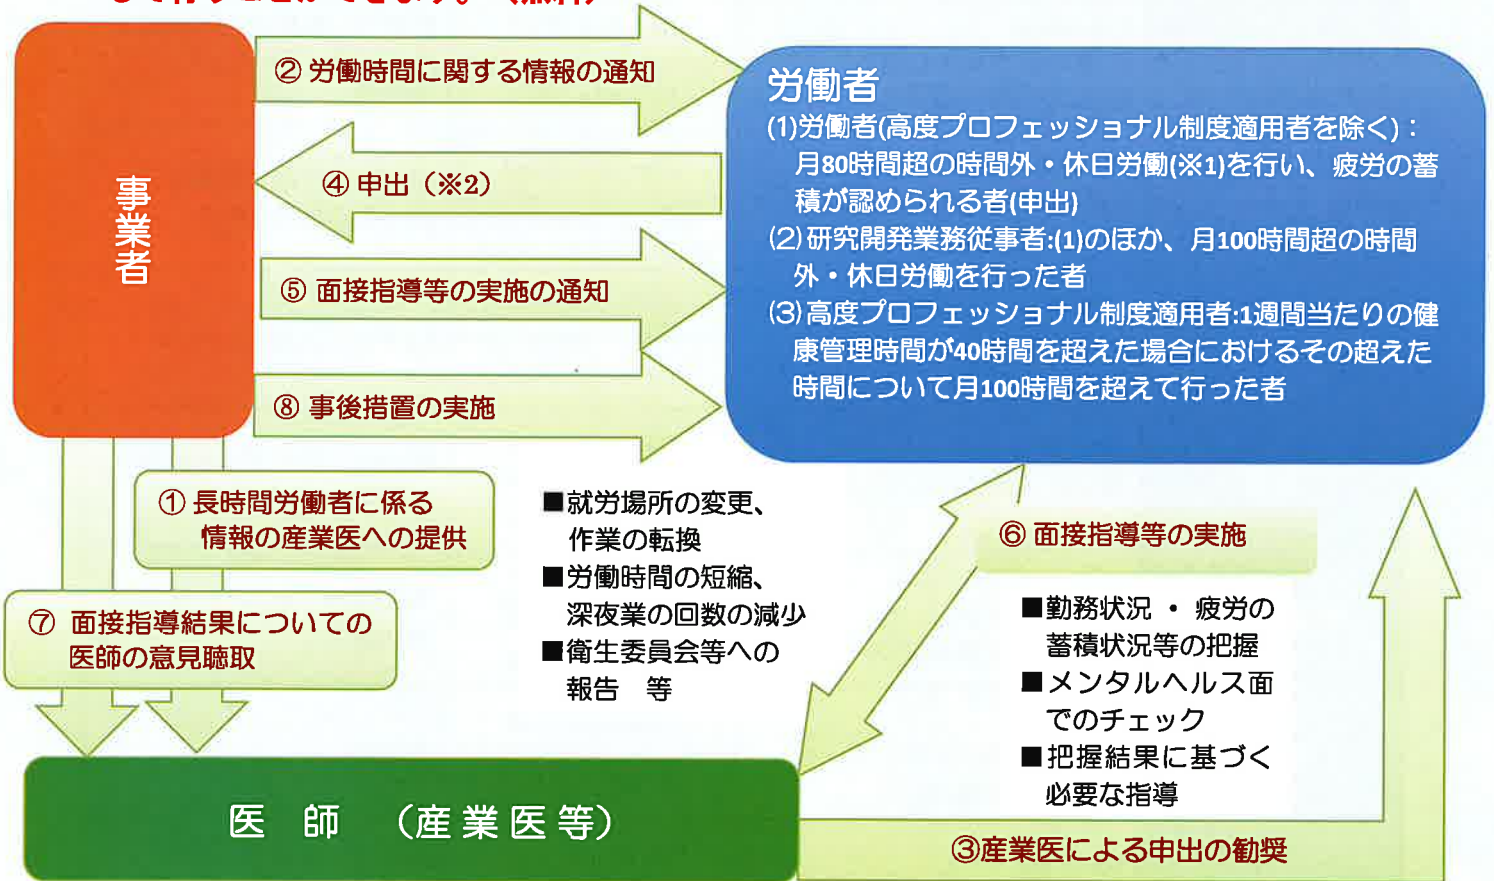 ② 労働時間に関する情報の通知
④ 申出（※2）
⑤ 面接指導等の実施の通知
⑧ 事後措置の実施
事業者
労働者
(1)労働者(高度プロフェッショナル制度適用者を除く)：
月80時間超の時間外・休日労働(※1)を行い、疲労の蓄
積が認められる者(申出)
(2)研究開発業務従事者:(1)のほか、月100時間超の時間
外・休日労働を行った者
(3)高度プロフェッショナル制度適用者:1週間当たりの健
康管理時間が40時間を超えた場合におけるその超えた
時間について月100時間を超えて行った者
① 長時間労働者に係る
情報の産業医への提供
⑦ 面接指導結果についての
医師の意見聴取
■就労場所の変更、
作業の転換
■労働時間の短縮、
深夜業の回数の減少
■衛生委員会等への
報告　等
⑥ 面接指導等の実施
■勤務状況 ・ 疲労の
蓄積状況等の把握
■メンタルヘルス面
でのチェック
■把握結果に基づく
必要な指導
医　師　（産業医等）
③産業医による申出の勧奨